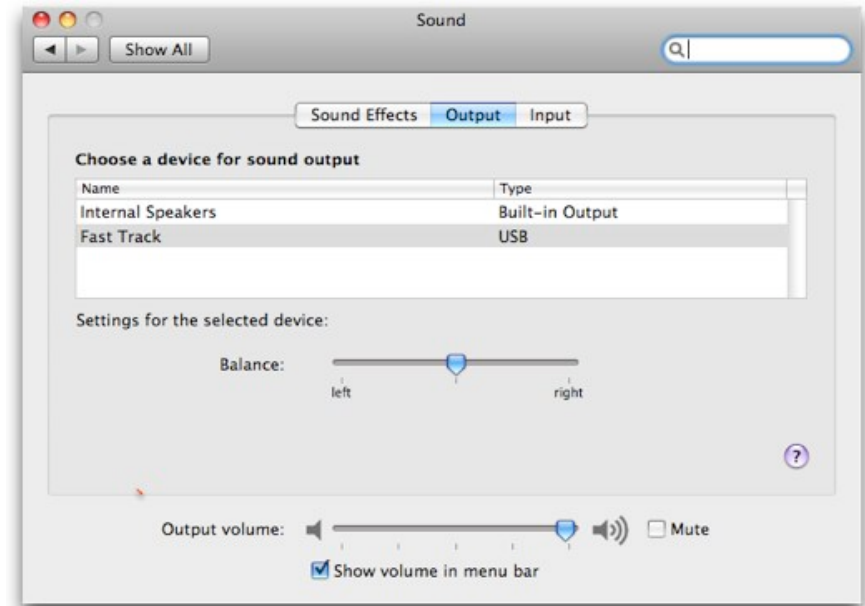 Sound
Show All
Sound Effects Output Input
Choose a device for sound output
Name Type
Internal Speakers Built-in Output
Fast Track USB
Settings for the selected device:
Balance:
left right
?
Output volume: Mute
Show volume in menu bar